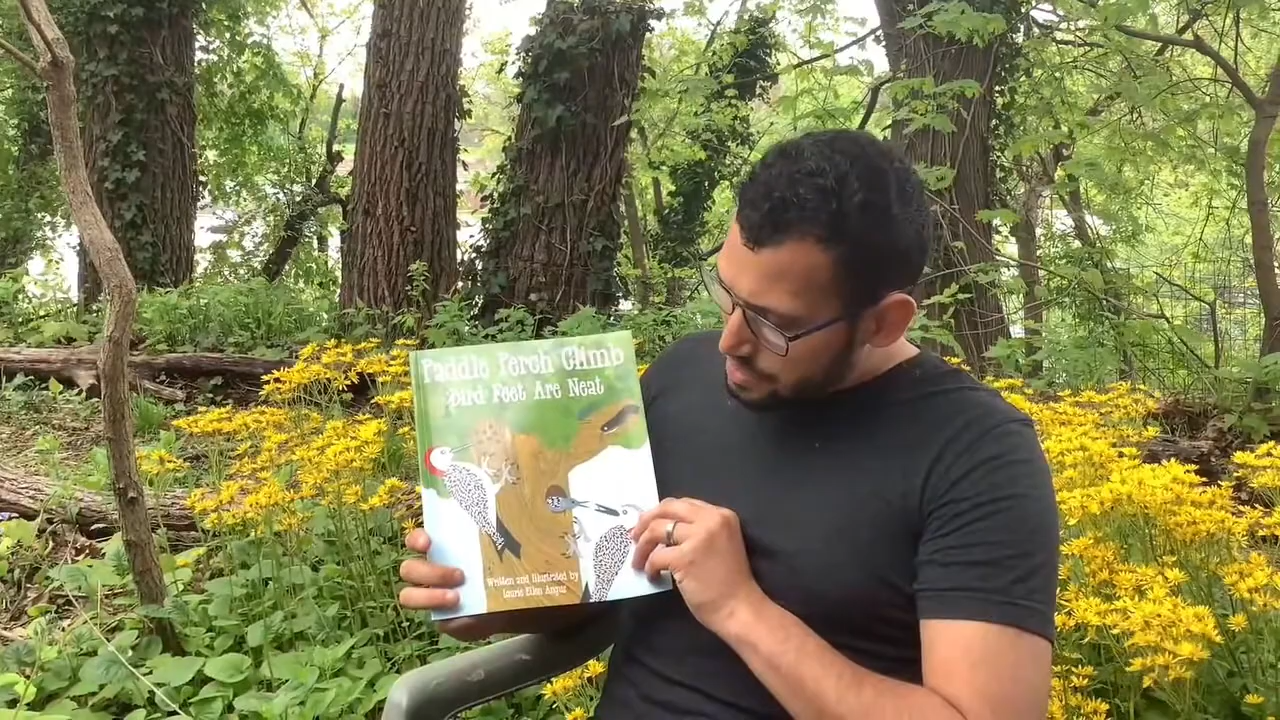 Paddle Perch Climb
Bird Feet Are Neat
Written and Illustrated by
Laurie Ellen Angus